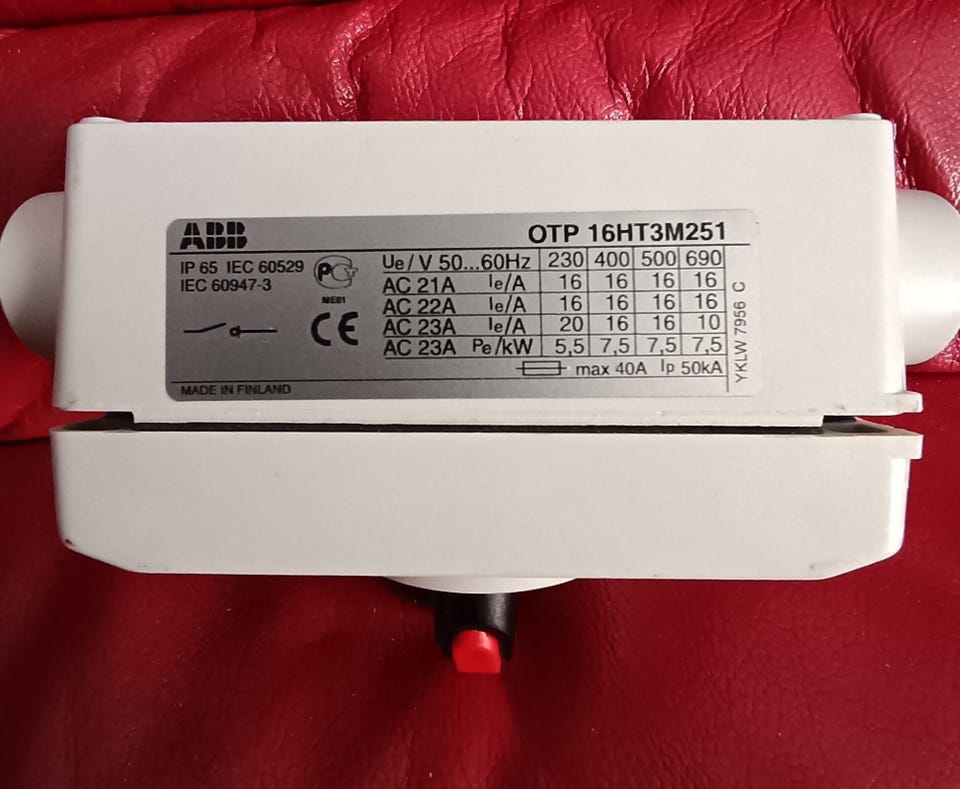 ABB
OTP 16HT3M251
IP 65 IEC 60529
IEC 60947-3
PCT
ME01
CE
Ue/V 50...60Hz 230 400 500 690
AC 21A Ie/A 16 16 16 16
AC 22A Ie/A 16 16 16 16
AC 23A Ie/A 20 16 16 10
AC 23A Pe/kW 5,5 7,5 7,5 7,5
max 40A Ip 50kA
YKLW 7956 C
MADE IN FINLAND